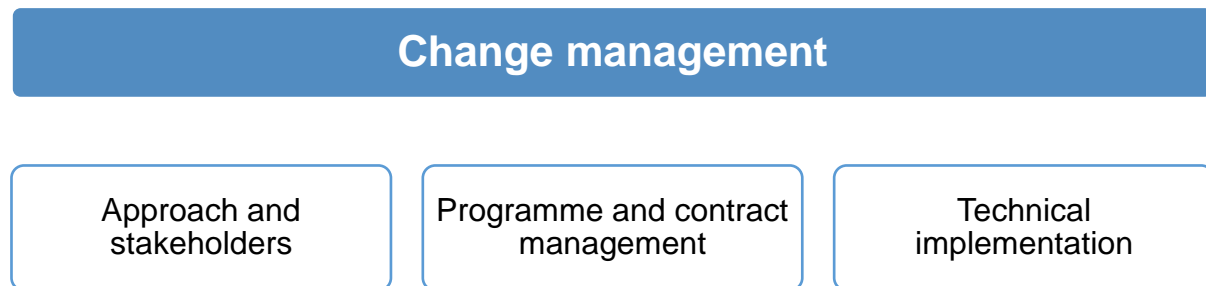 Change management
Approach and
stakeholders
Programme and contract
management
Technical
implementation